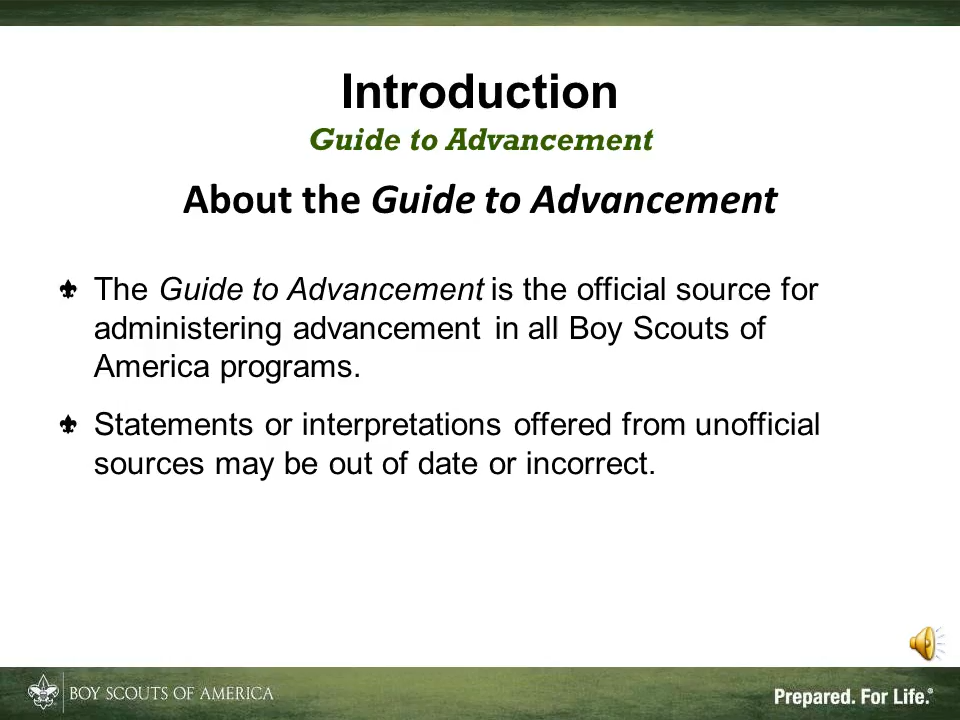 Introduction
Guide to Advancement
About the Guide to Advancement
The Guide to Advancement is the official source for
administering advancement in all Boy Scouts of
America programs.
Statements or interpretations offered from unofficial
sources may be out of date or incorrect.
BOY SCOUTS OF AMERICA
Prepared. For Life.®